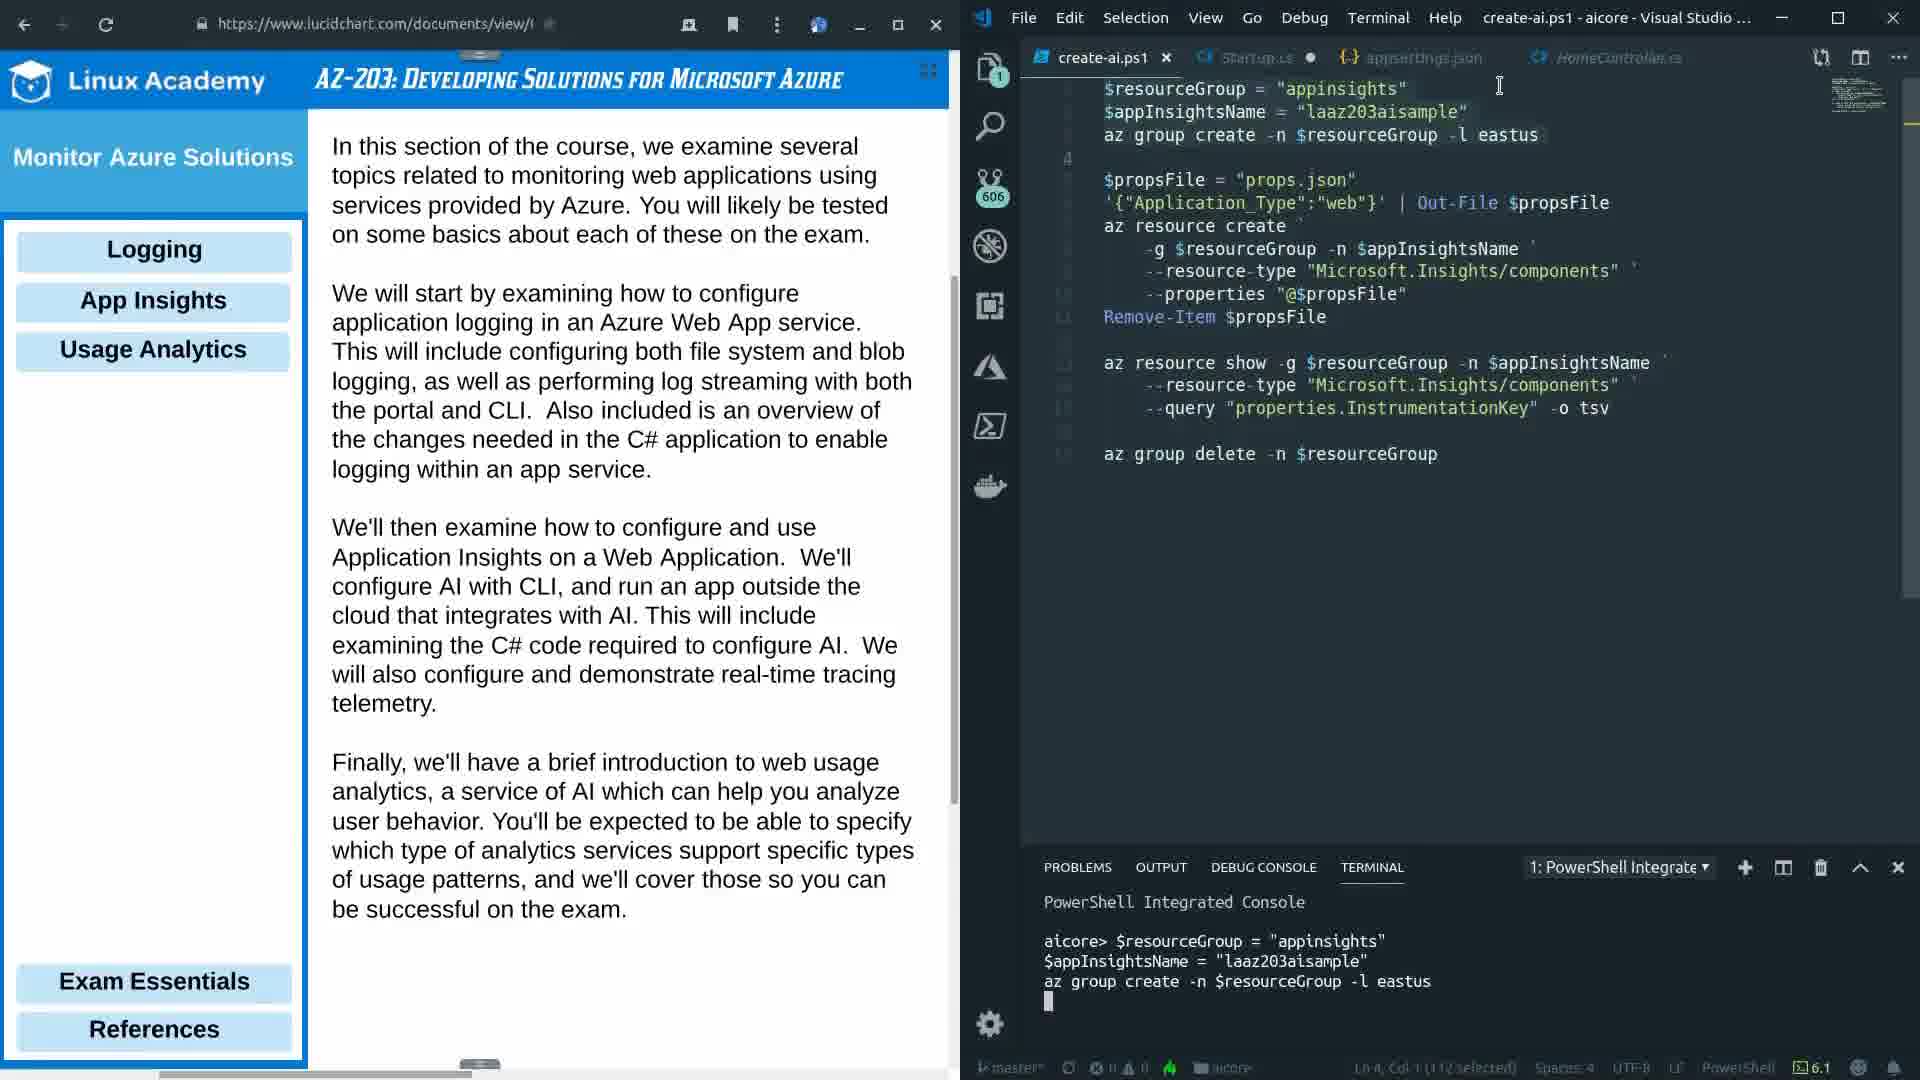 https://www.lucidchart.com/documents/view/
Linux Academy
AZ-203: Developing Solutions for Microsoft Azure
Monitor Azure Solutions
Logging
App Insights
Usage Analytics
Exam Essentials
References
In this section of the course, we examine several
topics related to monitoring web applications using
services provided by Azure. You will likely be tested
on some basics about each of these on the exam.
We will start by examining how to configure
application logging in an Azure Web App service.
This will include configuring both file system and blob
logging, as well as performing log streaming with both
the portal and CLI.  Also included is an overview of
the changes needed in the C# application to enable
logging within an app service.
We'll then examine how to configure and use
Application Insights on a Web Application.  We'll
configure AI with CLI, and run an app outside the
cloud that integrates with AI. This will include
examining the C# code required to configure AI.  We
will also configure and demonstrate real-time tracing
telemetry.
Finally, we'll have a brief introduction to web usage
analytics, a service of AI which can help you analyze
user behavior. You'll be expected to be able to specify
which type of analytics services support specific types
of usage patterns, and we'll cover those so you can
be successful on the exam.
File Edit Selection View Go Debug Terminal Help create-ai.ps1 - aicore - Visual Studio ...
create-ai.ps1 Startup.cs appsettings.json HomeController.cs
1
606
$resourceGroup = "appinsights"
$appInsightsName = "laaz203aisample"
az group create -n $resourceGroup -l eastus
4
$propsFile = "props.json"
'{"Application_Type":"web"}' | Out-File $propsFile
az resource create `
-g $resourceGroup -n $appInsightsName `
--resource-type "Microsoft.Insights/components" `
--properties "@$propsFile"
Remove-Item $propsFile
az resource show -g $resourceGroup -n $appInsightsName `
--resource-type "Microsoft.Insights/components" `
--query "properties.InstrumentationKey" -o tsv
az group delete -n $resourceGroup
PROBLEMS OUTPUT DEBUG CONSOLE TERMINAL 1: PowerShell Integrate
PowerShell Integrated Console
aicore> $resourceGroup = "appinsights"
$appInsightsName = "laaz203aisample"
az group create -n $resourceGroup -l eastus
master* 0 0 aicore Ln 4, Col 1 (112 selected) Spaces: 4 UTF-8 LF PowerShell 6.1